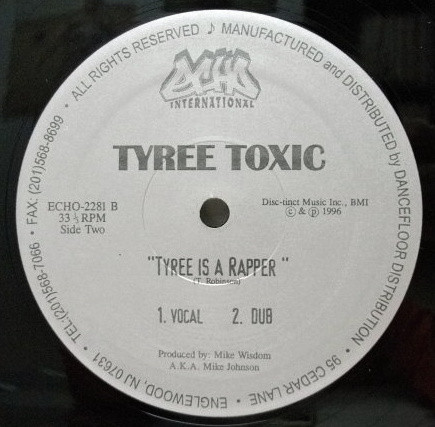 ALL RIGHTS RESERVED ♪ MANUFACTURED and DISTRIBUTED by DANCEFLOOR DISTRIBUTION • 95 CEDAR LANE • ENGLEWOOD, NJ 07631 • TEL:(201)568-7066 • FAX: (201)568-8699 •
ECHO
INTERNATIONAL
TYREE TOXIC
ECHO-2281 B
33 ⅓ RPM
Side Two
Disc-tinct Music Inc., BMI
© & ℗ 1996
"TYREE IS A RAPPER "
(T. Robinson)
1. VOCAL 2. DUB
Produced by: Mike Wisdom
A.K.A. Mike Johnson